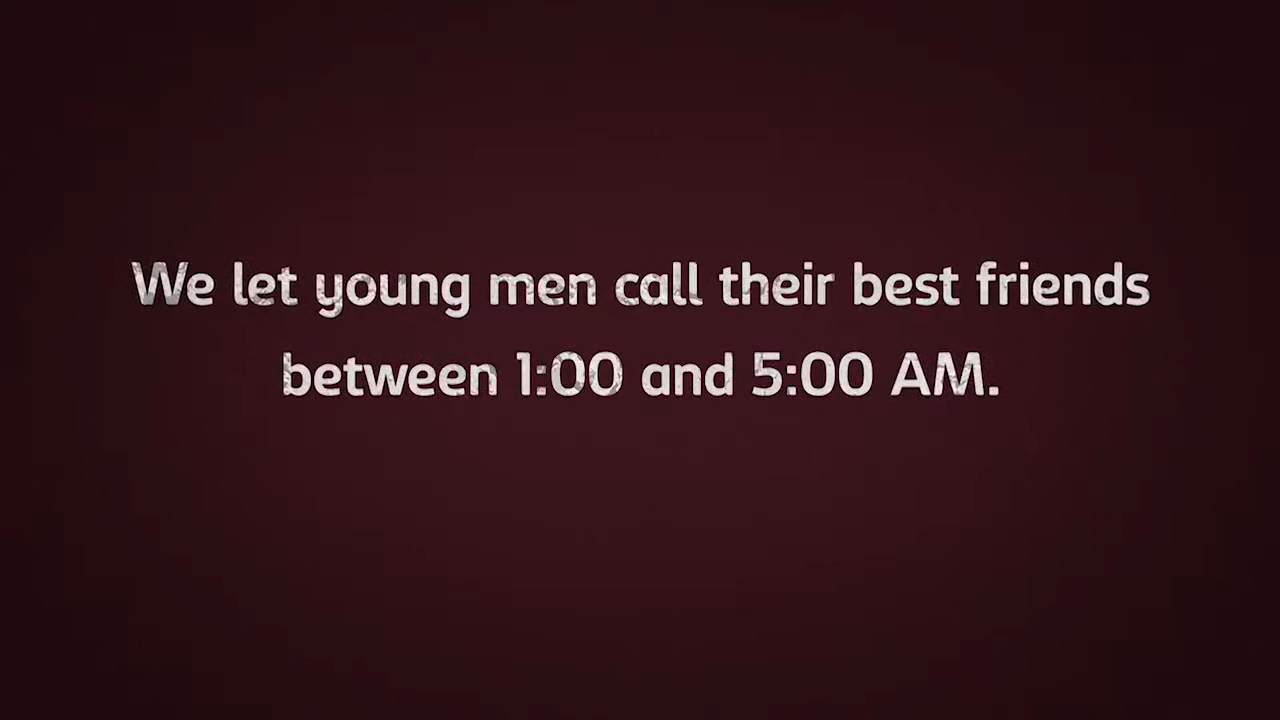 We let young men call their best friends
between 1:00 and 5:00 AM.